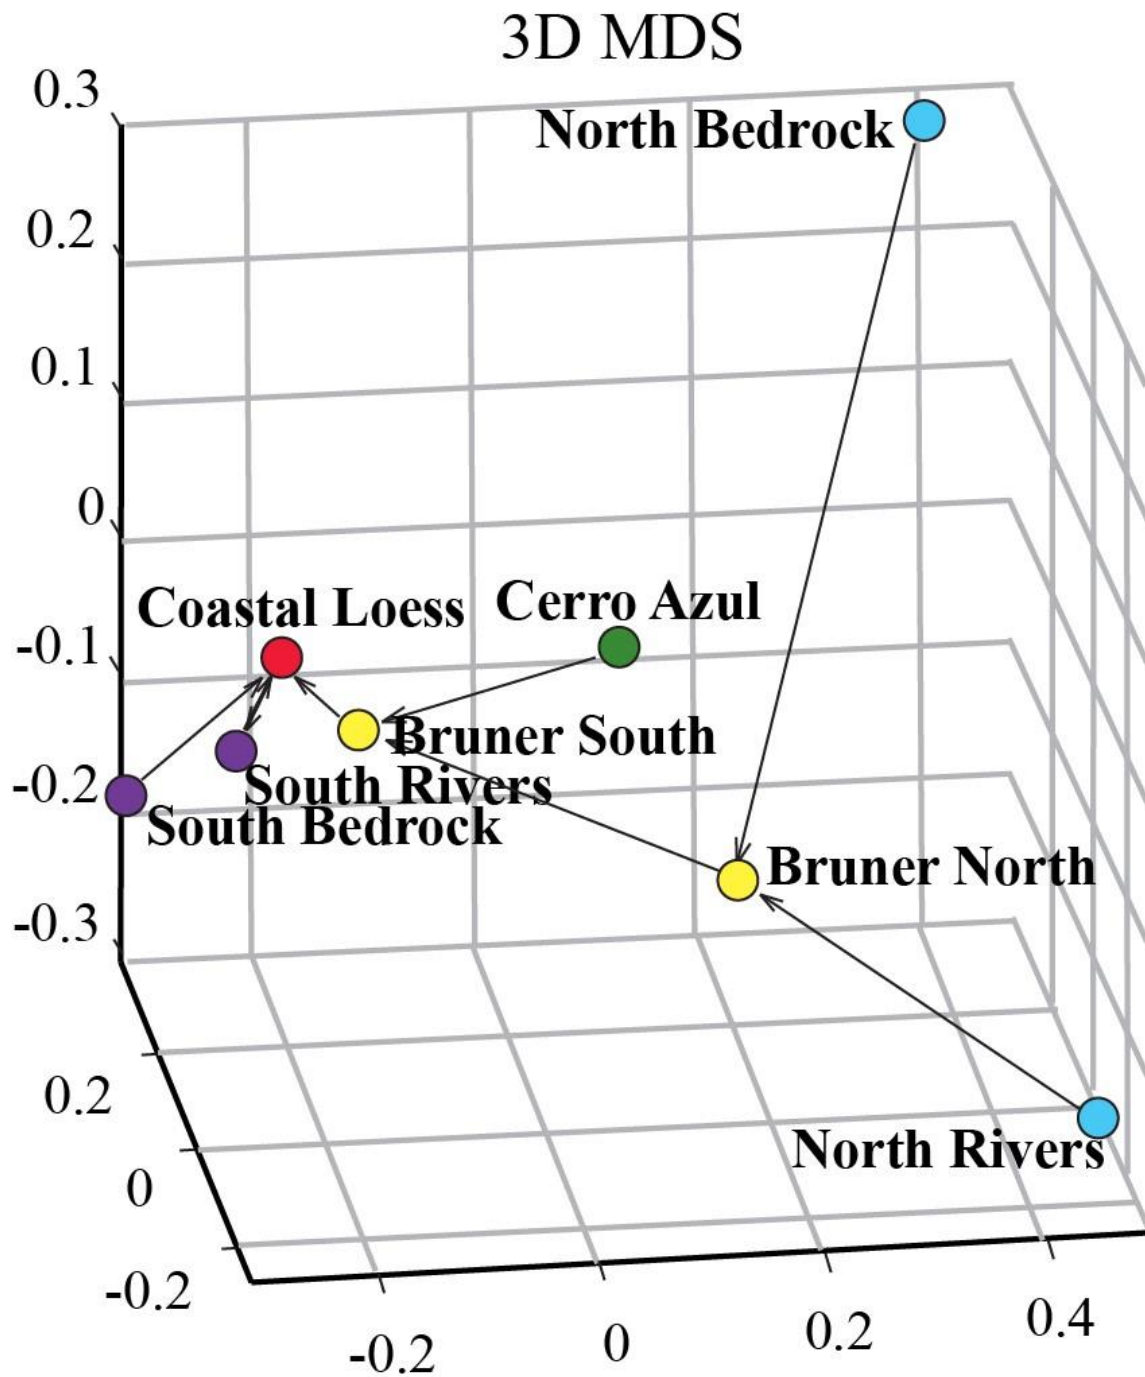 3D MDS
0.3
North Bedrock
0.2
0.1
0
Coastal Loess
Cerro Azul
-0.1
Bruner South
South Rivers
-0.2
South Bedrock
Bruner North
-0.3
0.2
North Rivers
0
-0.2
0.4
0.2
0
-0.2